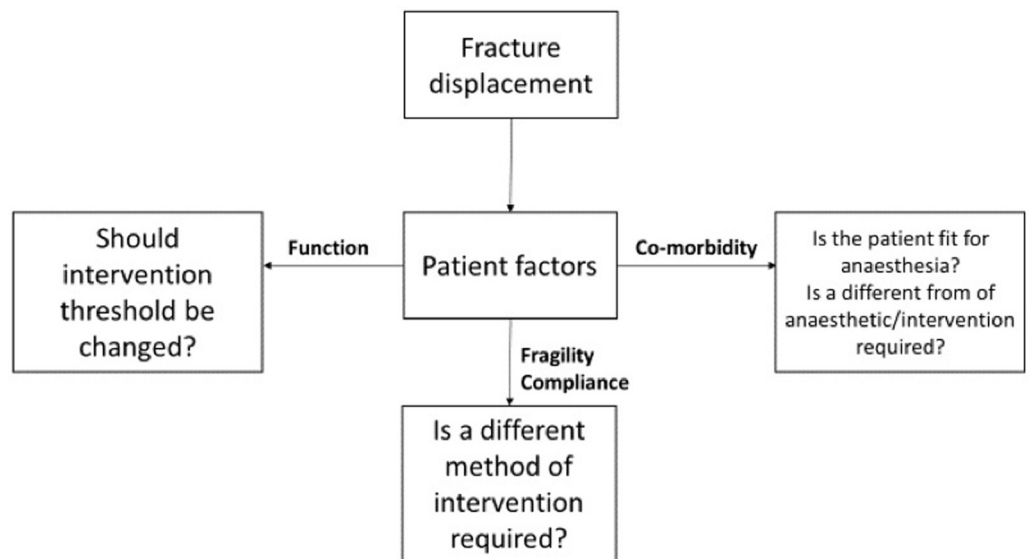 Fracture
displacement
Should
intervention
threshold be
changed?
Function
Patient factors
Co-morbidity
Is the patient fit for
anaesthesia?
Is a different from of
anaesthetic/intervention
required?
Fragility
Compliance
Is a different
method of
intervention
required?